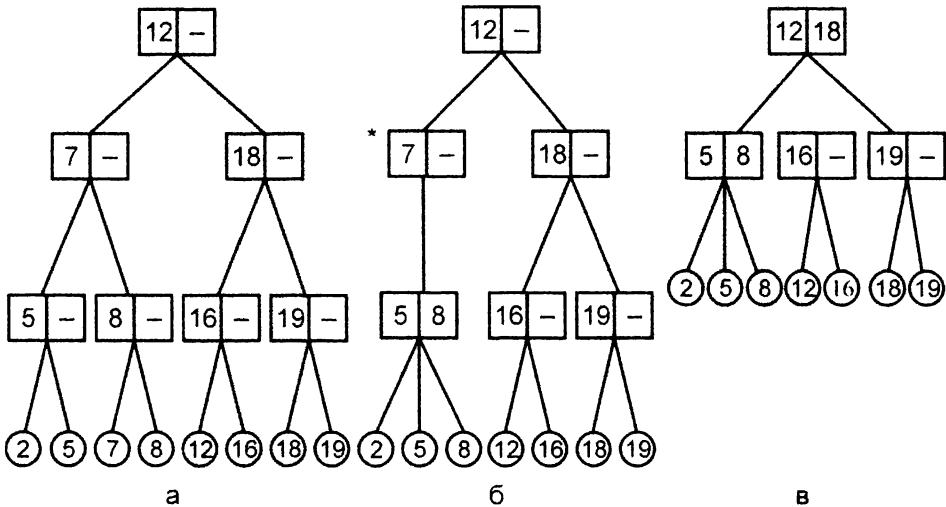 12 – 12 – 12 18
* 7 – 18 – 7 – 18 – 5 8 16 – 19 –
2 5 8 12 16 18 19
5 – 8 – 16 – 19 – 5 8 16 – 19 –
2 5 7 8 12 16 18 19 2 5 8 12 16 18 19
а б в